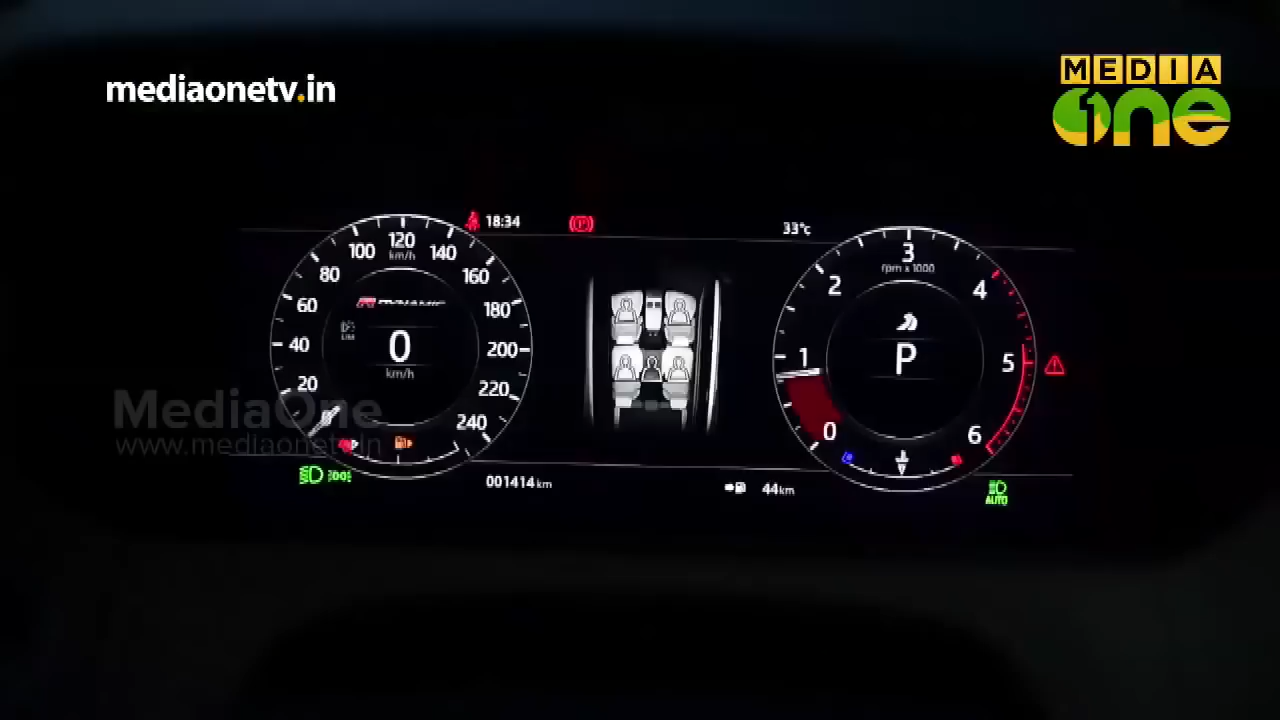 mediaonetv.in
MEDIA
One
18:34
33°c
20
40
60
80
100
120
140
160
180
200
220
240
km/h
R DYNAMIC
LIM
0
km/h
0
1
2
3
4
5
6
rpm x 1000
P
MediaOne
www.mediaonetv.in
001414 km
44km
AUTO